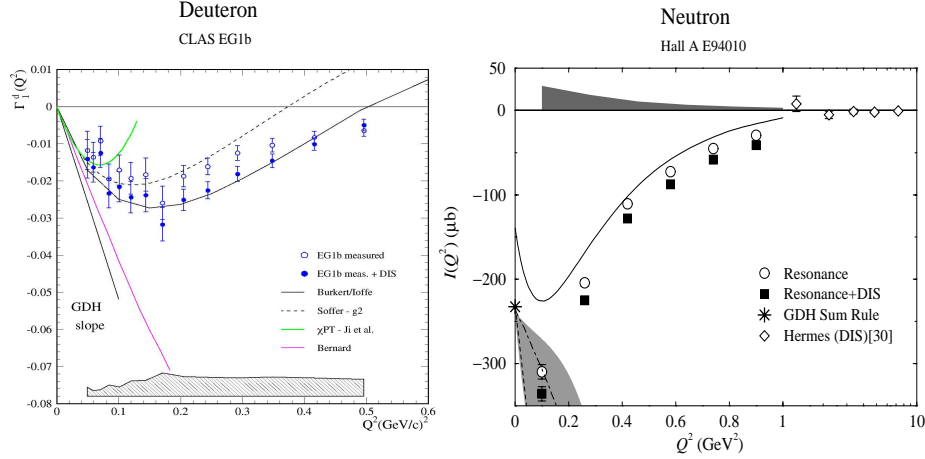 Deuteron
CLAS EG1b
Γ₁ᵈ(Q²)
0.01
0
-0.01
-0.02
-0.03
-0.04
-0.05
-0.06
-0.07
-0.08
GDH
slope
EG1b measured
EG1b meas. + DIS
Burkert/Ioffe
Soffer - g2
χPT - Ji et al.
Bernard
0
0.1
0.2
0.3
0.4
0.5
0.6
Q²(GeV/c)²
Neutron
Hall A E94010
I(Q²) (μb)
50
0
−100
−200
−300
Resonance
Resonance+DIS
GDH Sum Rule
Hermes (DIS)[30]
0
0.2
0.4
0.6
0.8
1
10
Q² (GeV²)